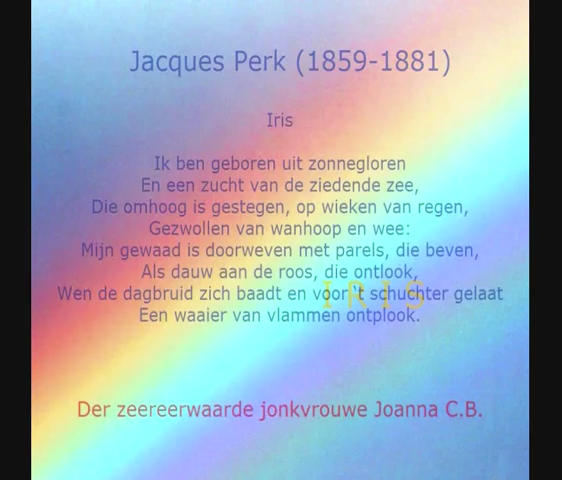 Jacques Perk (1859-1881)
Iris
Ik ben geboren uit zonnegloren
En een zucht van de ziedende zee,
Die omhoog is gestegen, op wieken van regen,
Gezwollen van wanhoop en wee:
Mijn gewaad is doorweven met parels, die beven,
Als dauw aan de roos, die ontlook,
Wen de dagbruid zich baadt en voor 't schuchter gelaat
IRIS
Een waaier van vlammen ontplook.
Der zeereerwaarde jonkvrouwe Joanna C.B.